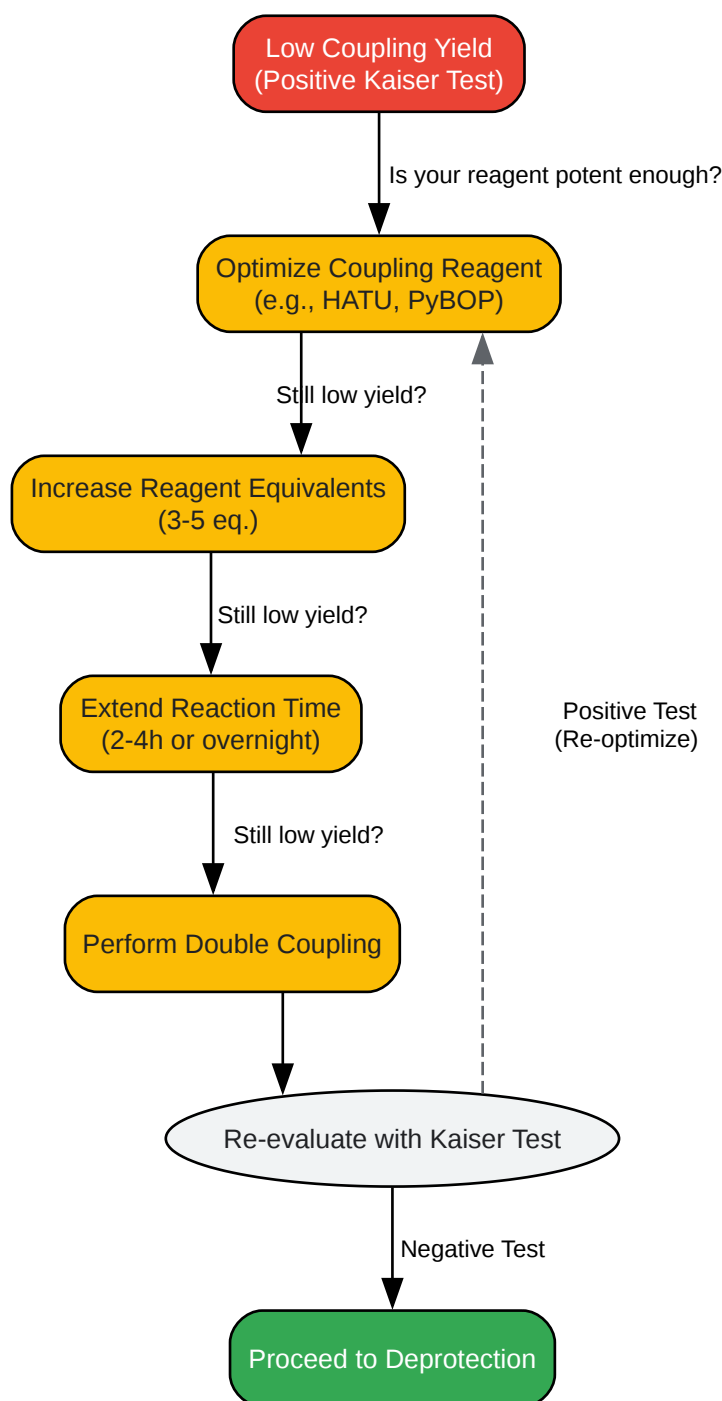 Low Coupling Yield
(Positive Kaiser Test)
Is your reagent potent enough?
Optimize Coupling Reagent
(e.g., HATU, PyBOP)
Still low yield?
Increase Reagent Equivalents
(3-5 eq.)
Still low yield?
Extend Reaction Time
(2-4h or overnight)
Positive Test
(Re-optimize)
Still low yield?
Perform Double Coupling
Re-evaluate with Kaiser Test
Negative Test
Proceed to Deprotection